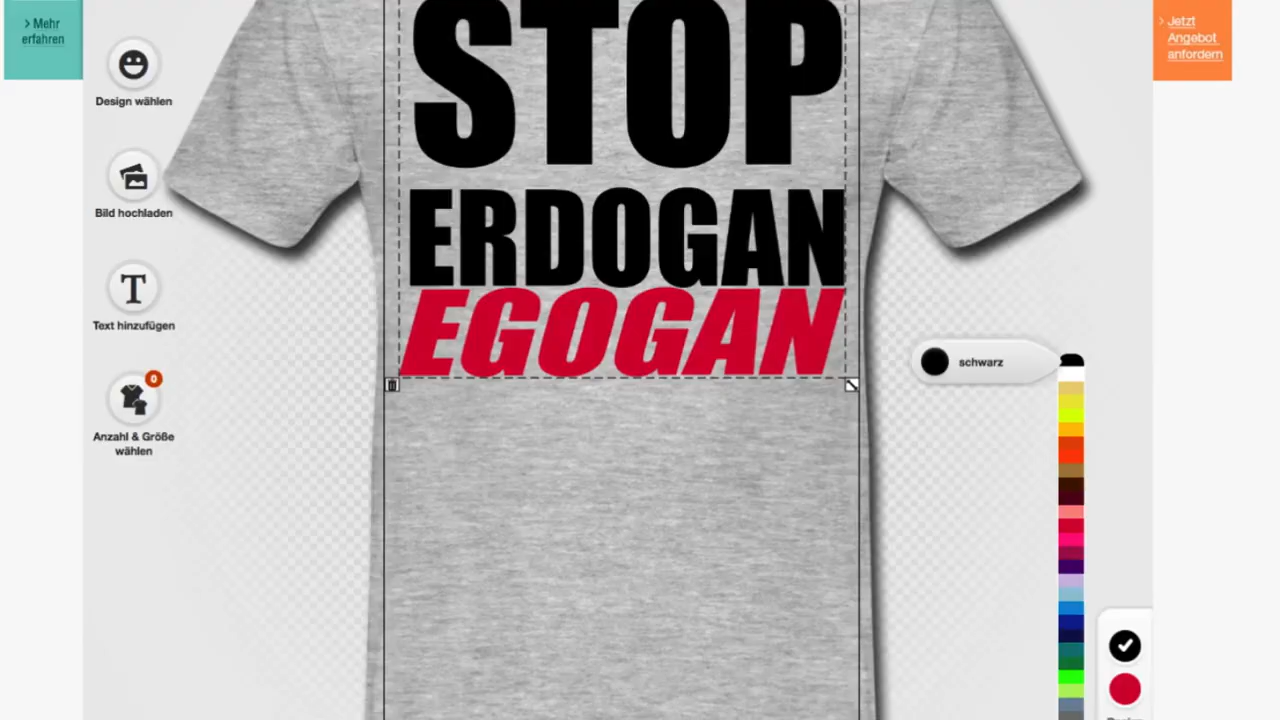 › Mehr
erfahren
› Jetzt
Angebot
anfordern
Design wählen
Bild hochladen
Text hinzufügen
0
Anzahl & Größe
wählen
STOP
ERDOGAN
EGOGAN
schwarz